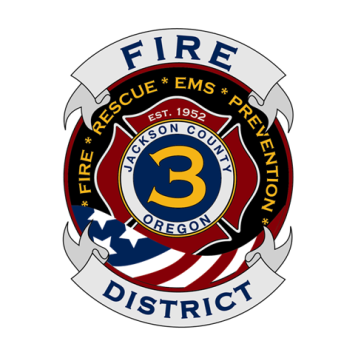 FIRE
* FIRE * RESCUE * EMS * PREVENTION *
EST. 1952
JACKSON COUNTY
3
OREGON
DISTRICT